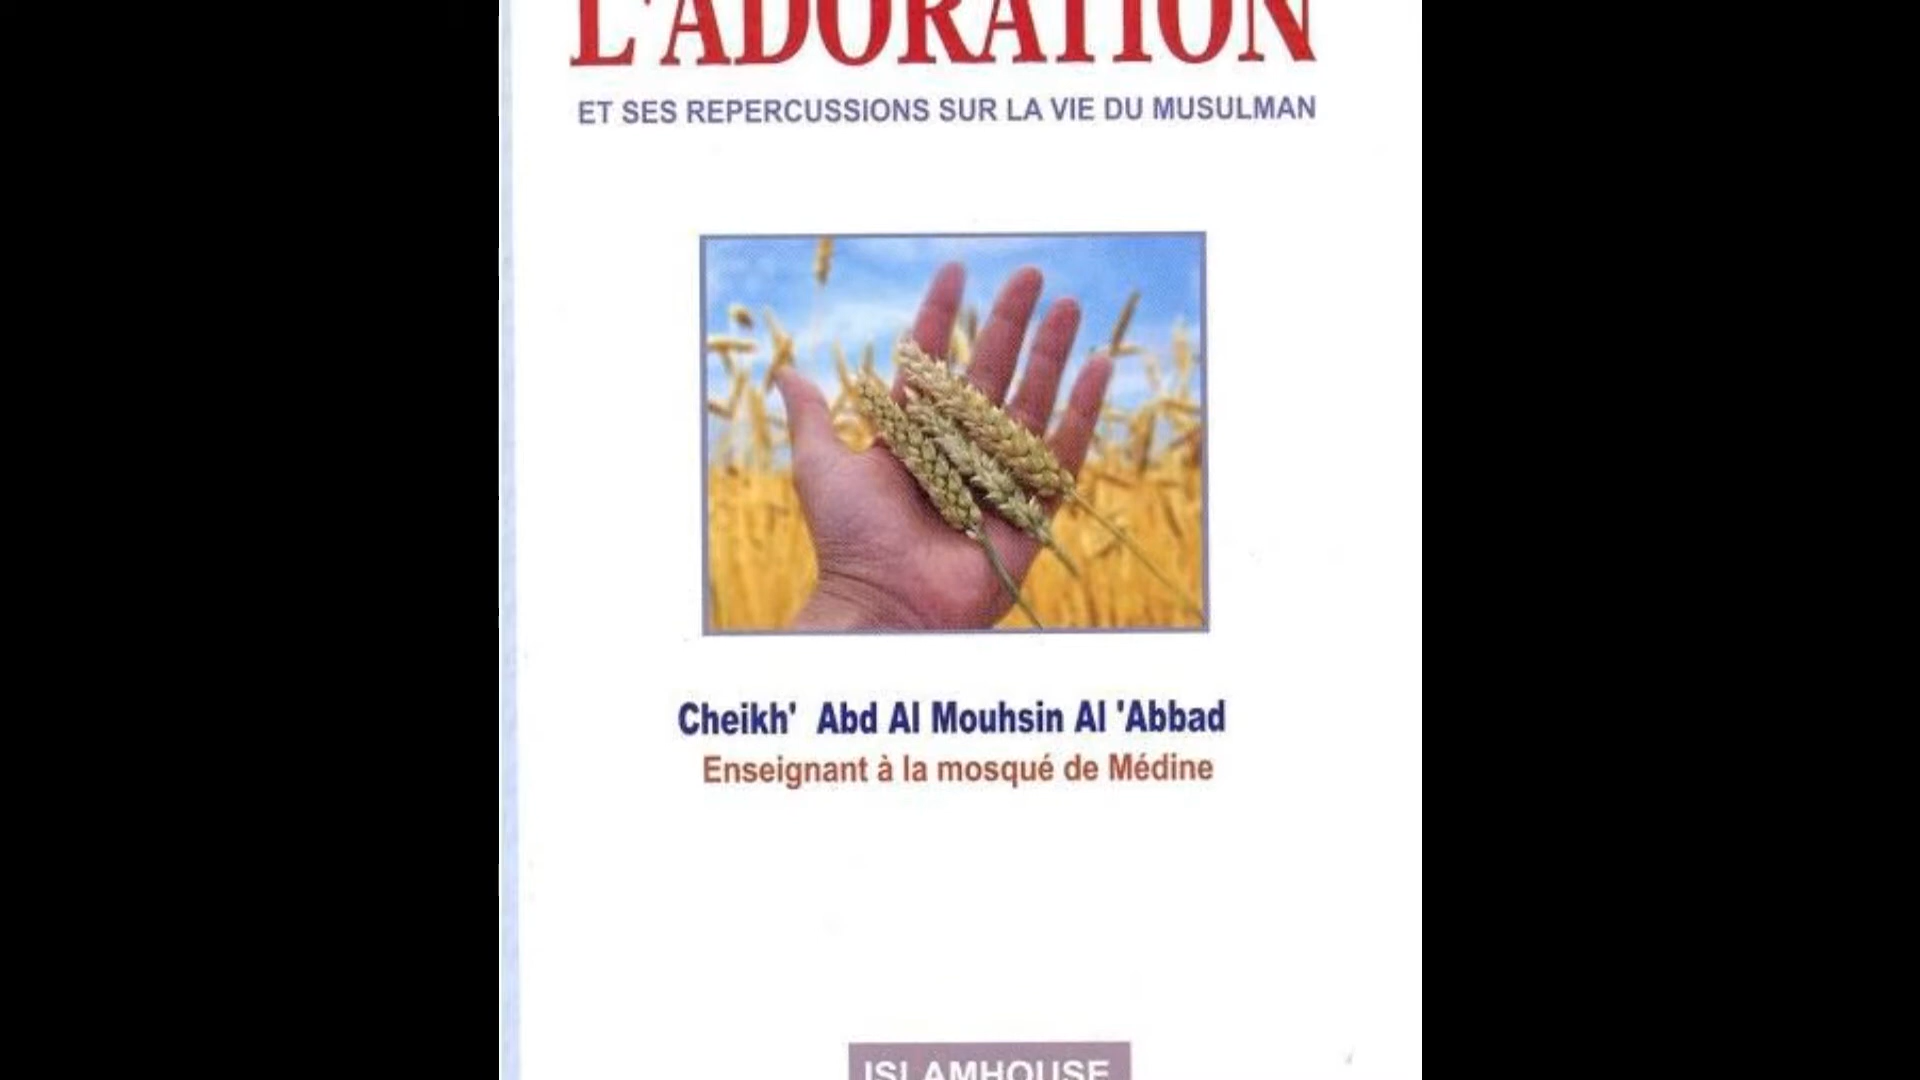 L'ADORATION
ET SES REPERCUSSIONS SUR LA VIE DU MUSULMAN
Cheikh' Abd Al Mouhsin Al 'Abbad
Enseignant à la mosqué de Médine
ISLAMHOUSE